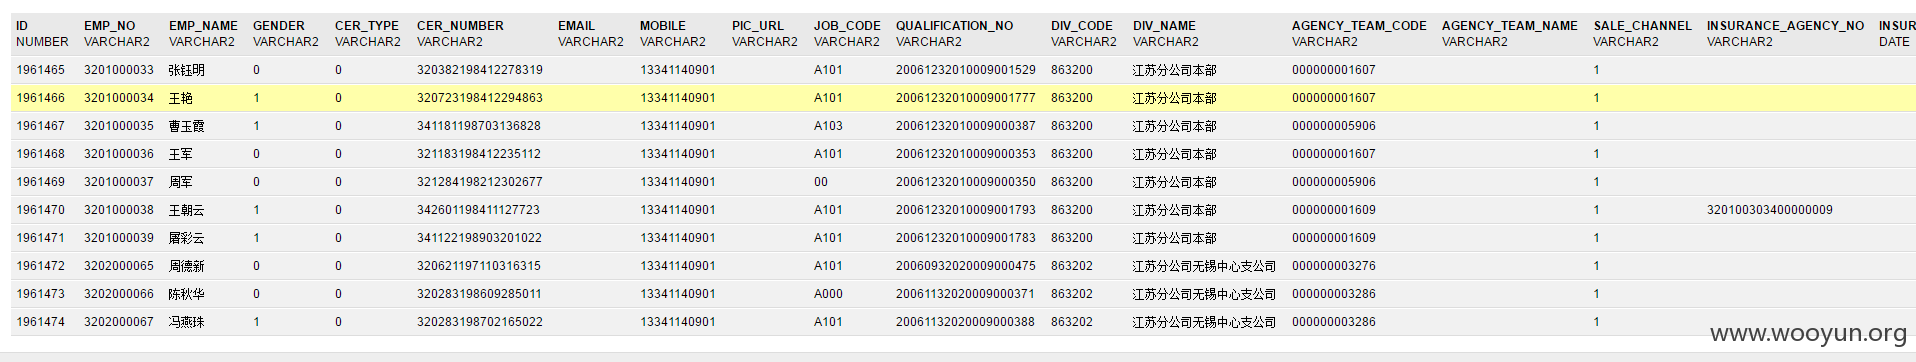 ID EMP_NO EMP_NAME GENDER CER_TYPE CER_NUMBER EMAIL MOBILE PIC_URL JOB_CODE QUALIFICATION_NO DIV_CODE DIV_NAME AGENCY_TEAM_CODE AGENCY_TEAM_NAME SALE_CHANNEL INSURANCE_AGENCY_NO INSUR
NUMBER VARCHAR2 VARCHAR2 VARCHAR2 VARCHAR2 VARCHAR2 VARCHAR2 VARCHAR2 VARCHAR2 VARCHAR2 VARCHAR2 VARCHAR2 VARCHAR2 VARCHAR2 VARCHAR2 VARCHAR2 VARCHAR2 DATE
1961465 3201000033 张钰明 0 0 320382198412278319 13341140901 A101 20061232010009001529 863200 江苏分公司本部 000000001607 1
1961466 3201000034 王艳 1 0 320723198412294863 13341140901 A101 20061232010009001777 863200 江苏分公司本部 000000001607 1
1961467 3201000035 曹玉霞 1 0 341181198703136828 13341140901 A103 20061232010009000387 863200 江苏分公司本部 000000005906 1
1961468 3201000036 王军 0 0 321183198412235112 13341140901 A101 20061232010009000353 863200 江苏分公司本部 000000001607 1
1961469 3201000037 周军 0 0 321284198212302677 13341140901 00 20061232010009000350 863200 江苏分公司本部 000000005906 1
1961470 3201000038 王朝云 1 0 342601198411127723 13341140901 A101 20061232010009001793 863200 江苏分公司本部 000000001609 1 320100303400000009
1961471 3201000039 屠彩云 1 0 341122198903201022 13341140901 A101 20061232010009001783 863200 江苏分公司本部 000000001609 1
1961472 3202000065 周德新 0 0 320621197110316315 13341140901 A101 20060932020009000475 863202 江苏分公司无锡中心支公司 000000003276 1
1961473 3202000066 陈秋华 0 0 320283198609285011 13341140901 A000 20061132020009000371 863202 江苏分公司无锡中心支公司 000000003286 1
1961474 3202000067 冯燕珠 1 0 320283198702165022 13341140901 A101 20061132020009000388 863202 江苏分公司无锡中心支公司 000000003286 1
www.wooyun.org